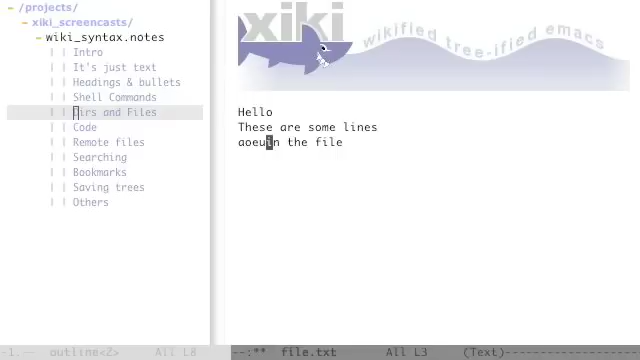 - /projects/
- xiki_screencasts/
- wiki_syntax.notes
| | Intro
| | It's just text
| | Headings & bullets
| | Shell Commands
| | Dirs and Files
| | Code
| | Remote files
| | Searching
| | Bookmarks
| | Saving trees
| | Others
-1.-- outline<2> All L8
xiki
wikified tree-ified emacs
Hello
These are some lines
aoeuin the file
--:** file.txt All L3 (Text)